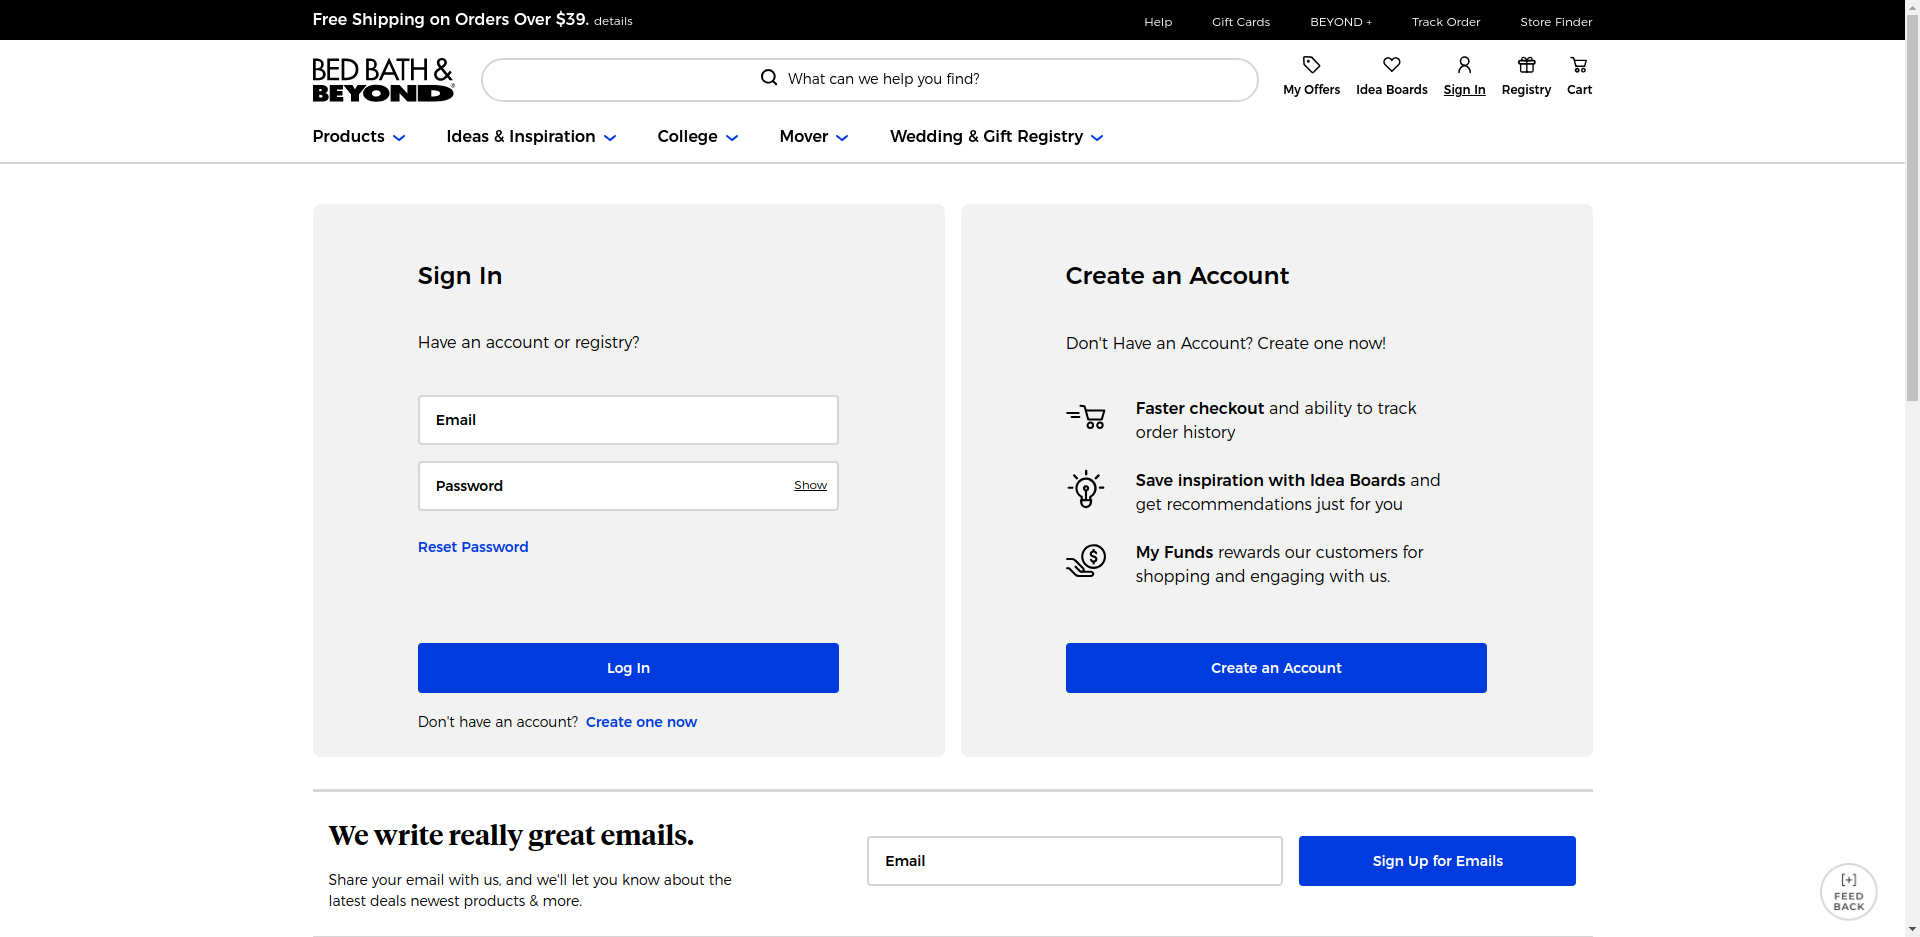 Free Shipping on Orders Over $39. details
Help
Gift Cards
BEYOND +
Track Order
Store Finder
BED BATH &
BEYOND
What can we help you find?
My Offers
Idea Boards
Sign In
Registry
Cart
Products
Ideas & Inspiration
College
Mover
Wedding & Gift Registry
Sign In
Have an account or registry?
Email
Password
Show
Reset Password
Log In
Don't have an account? Create one now
Create an Account
Don't Have an Account? Create one now!
Faster checkout and ability to track
order history
Save inspiration with Idea Boards and
get recommendations just for you
My Funds rewards our customers for
shopping and engaging with us.
Create an Account
We write really great emails.
Share your email with us, and we'll let you know about the
latest deals newest products & more.
Email
Sign Up for Emails
[+]
FEED
BACK